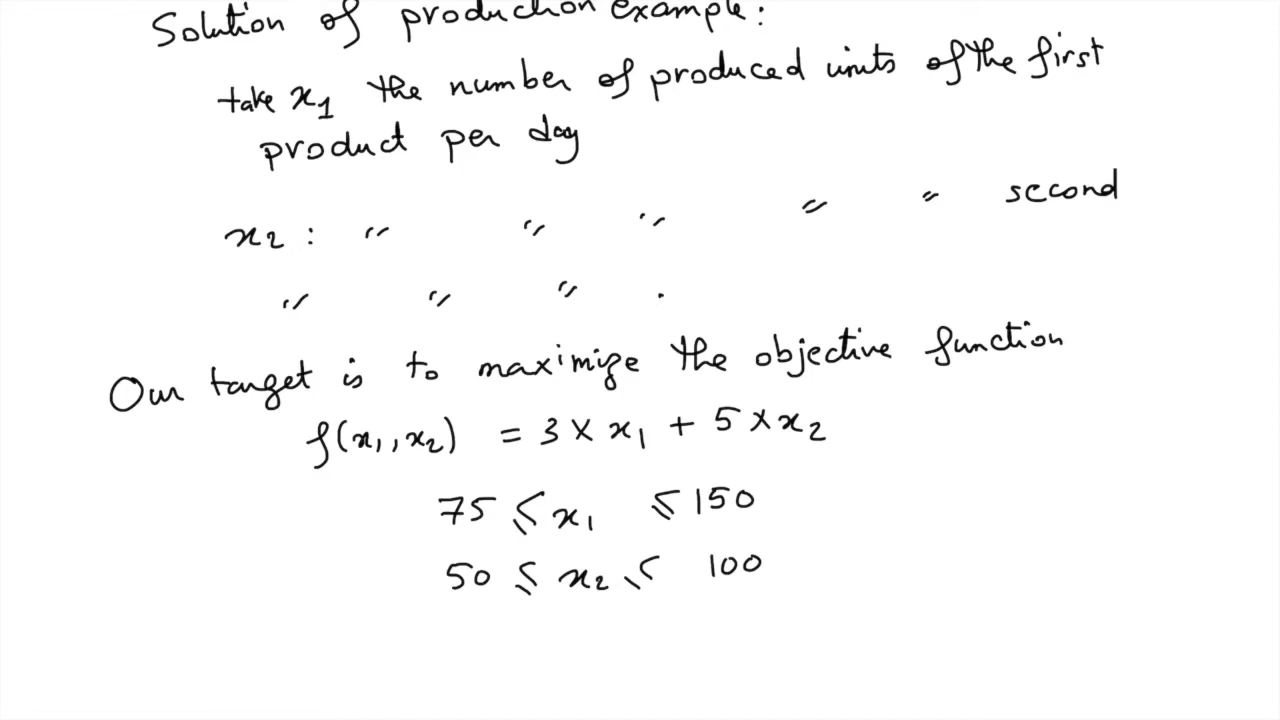 Solution of production example:
take x₁ the number of produced units of the first
product per day
x₂ : " " " " " second
" " " .
Our target is to maximize the objective function
f(x₁,x₂) = 3 × x₁ + 5 × x₂
75 ⩽ x₁ ⩽ 150
50 ⩽ x₂ ⩽ 100